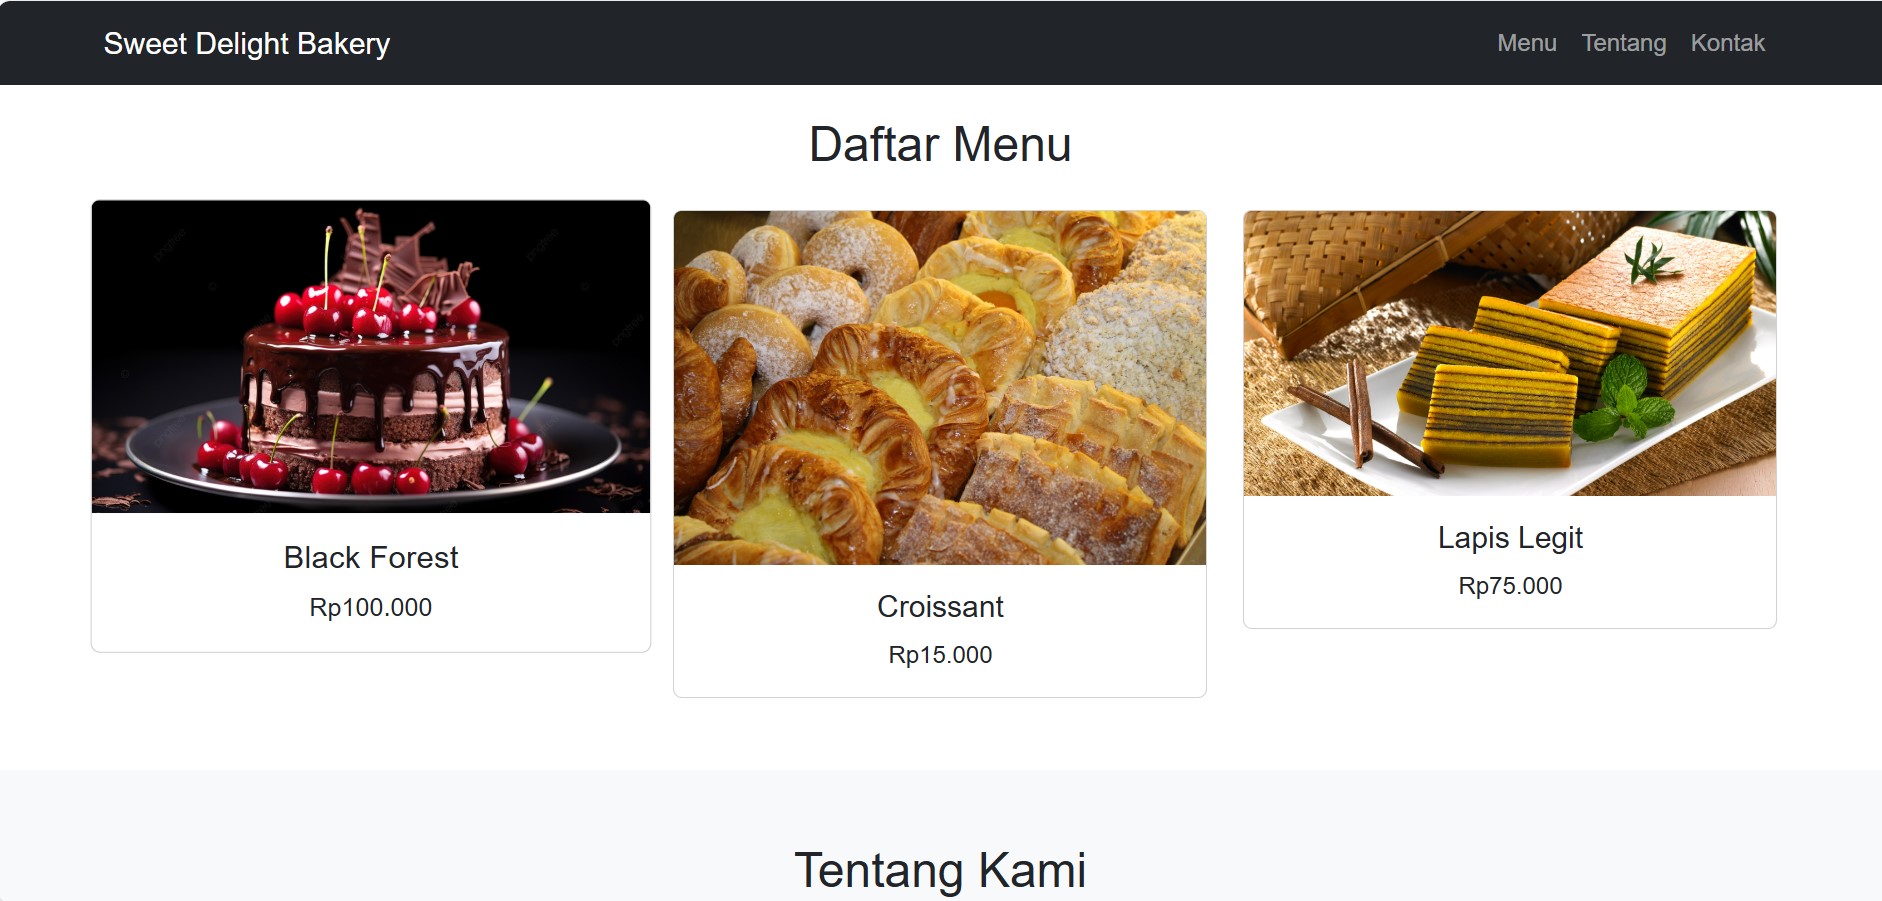 Sweet Delight Bakery
Menu Tentang Kontak
Daftar Menu
Black Forest
Rp100.000
Croissant
Rp15.000
Lapis Legit
Rp75.000
Tentang Kami